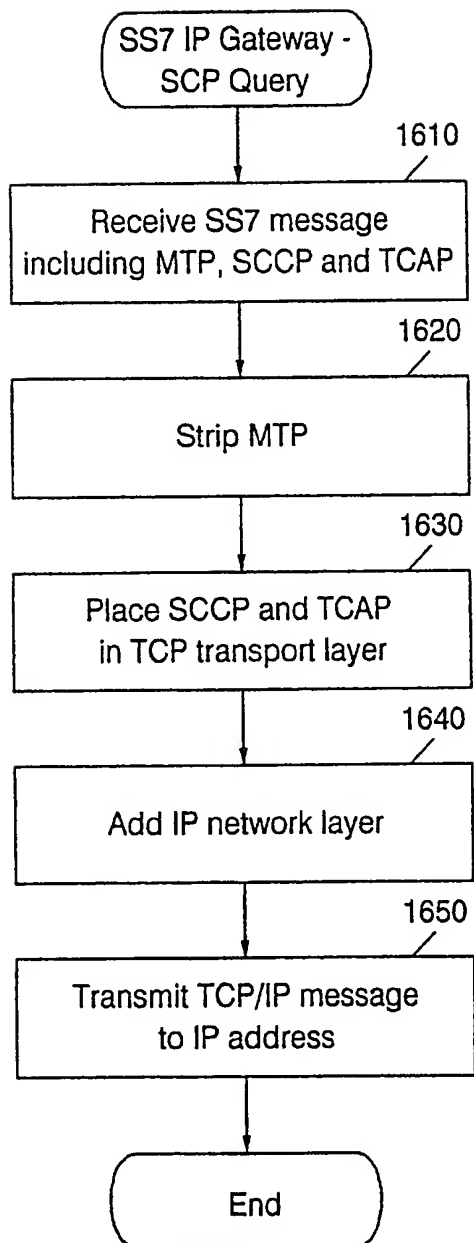 SS7 IP Gateway -
SCP Query
1610
Receive SS7 message
including MTP, SCCP and TCAP
1620
Strip MTP
1630
Place SCCP and TCAP
in TCP transport layer
1640
Add IP network layer
1650
Transmit TCP/IP message
to IP address
End